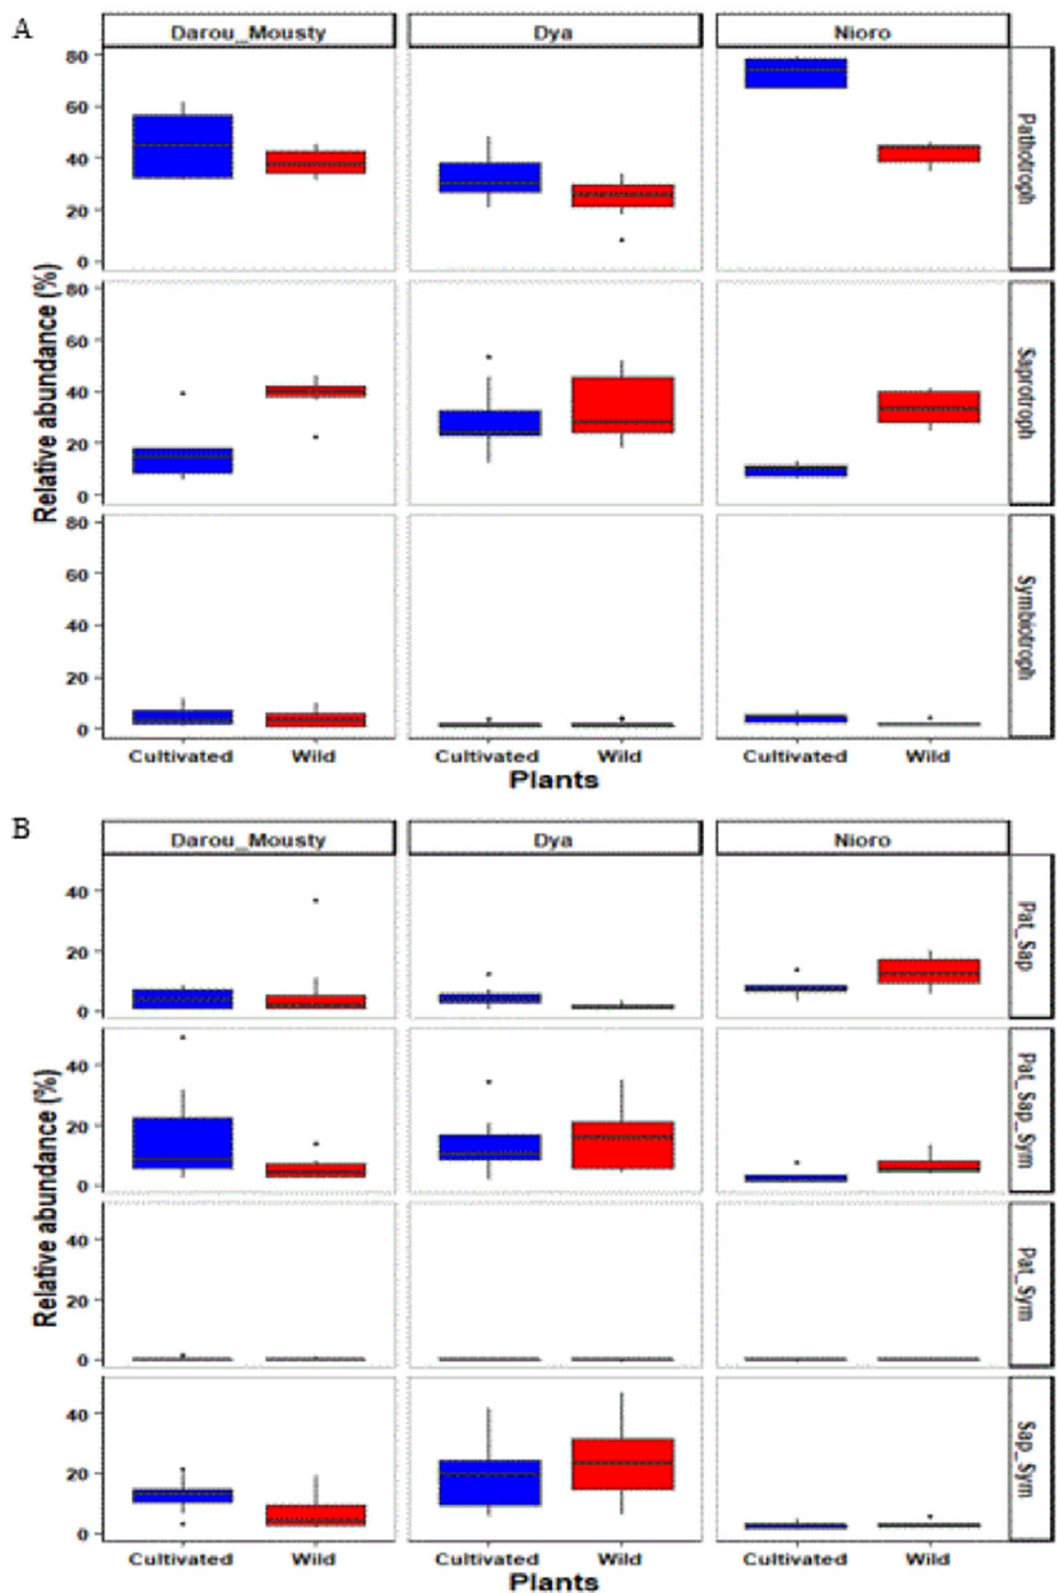 A
Darou_Mousty Dya Nioro
80
60
40
20
0
Pathotroph
80
60
40
20
0
Saprotroph
80
60
40
20
0
Symbiotroph
Relative abundance (%)
Cultivated Wild Cultivated Wild Cultivated Wild
Plants
B
Darou_Mousty Dya Nioro
40
20
0
Pat_Sap
40
20
0
Pat_Sap_Sym
40
20
0
Pat_Sym
40
20
0
Sap_Sym
Relative abundance (%)
Cultivated Wild Cultivated Wild Cultivated Wild
Plants